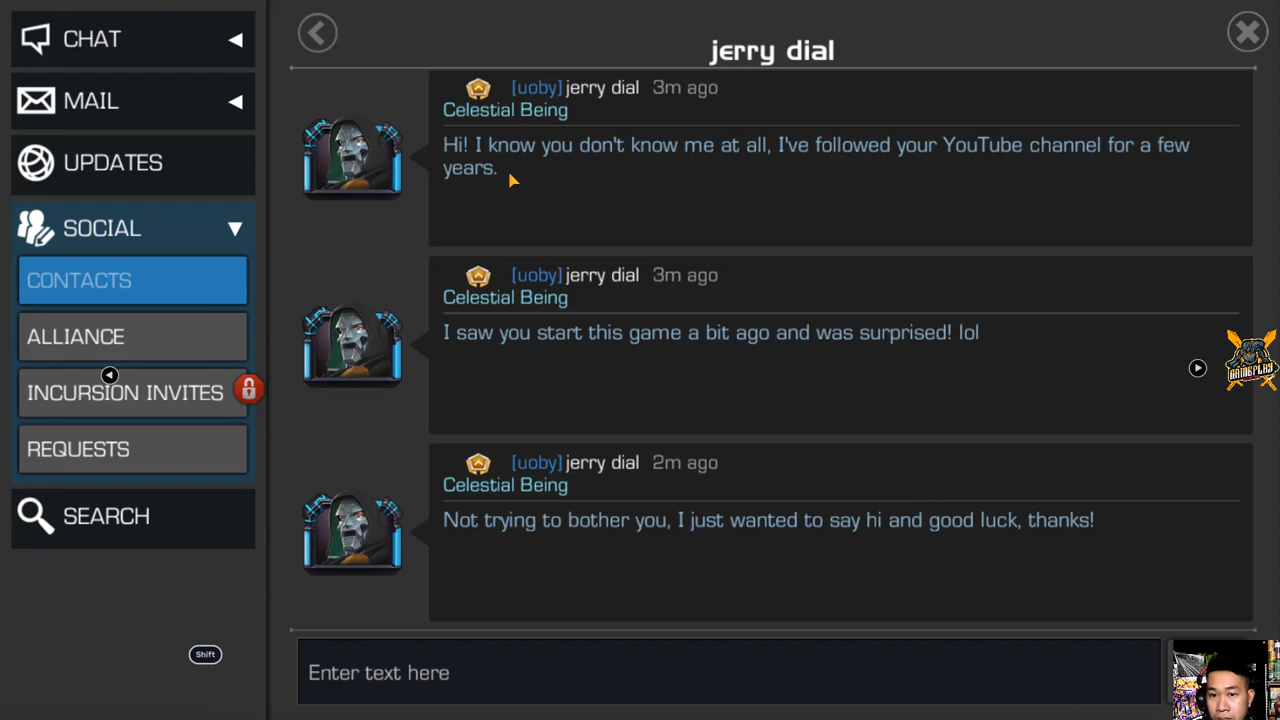 CHAT
MAIL
UPDATES
SOCIAL
CONTACTS
ALLIANCE
INCURSION INVITES
REQUESTS
SEARCH
Shift
jerry dial
[uoby] jerry dial 3m ago
Celestial Being
Hi! I know you don't know me at all, I've followed your YouTube channel for a few
years.
[uoby] jerry dial 3m ago
Celestial Being
I saw you start this game a bit ago and was surprised! lol
[uoby] jerry dial 2m ago
Celestial Being
Not trying to bother you, I just wanted to say hi and good luck, thanks!
Enter text here
GAMEPLAY